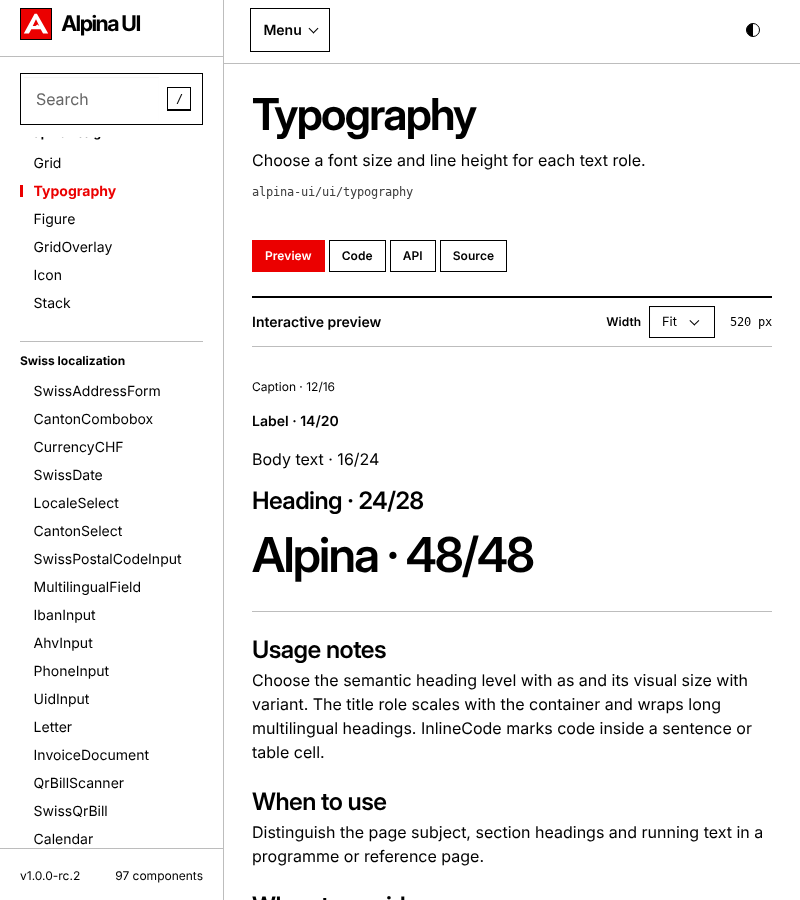 Alpina UI
Search
/
Grid
Typography
Figure
GridOverlay
Icon
Stack
Swiss localization
SwissAddressForm
CantonCombobox
CurrencyCHF
SwissDate
LocaleSelect
CantonSelect
SwissPostalCodeInput
MultilingualField
IbanInput
AhvInput
PhoneInput
UidInput
Letter
InvoiceDocument
QrBillScanner
SwissQrBill
Calendar
v1.0.0-rc.2 97 components
Menu
Typography
Choose a font size and line height for each text role.
alpina-ui/ui/typography
Preview Code API Source
Interactive preview Width Fit 520 px
Caption · 12/16
Label · 14/20
Body text · 16/24
Heading · 24/28
Alpina · 48/48
Usage notes
Choose the semantic heading level with as and its visual size with
variant. The title role scales with the container and wraps long
multilingual headings. InlineCode marks code inside a sentence or
table cell.
When to use
Distinguish the page subject, section headings and running text in a
programme or reference page.